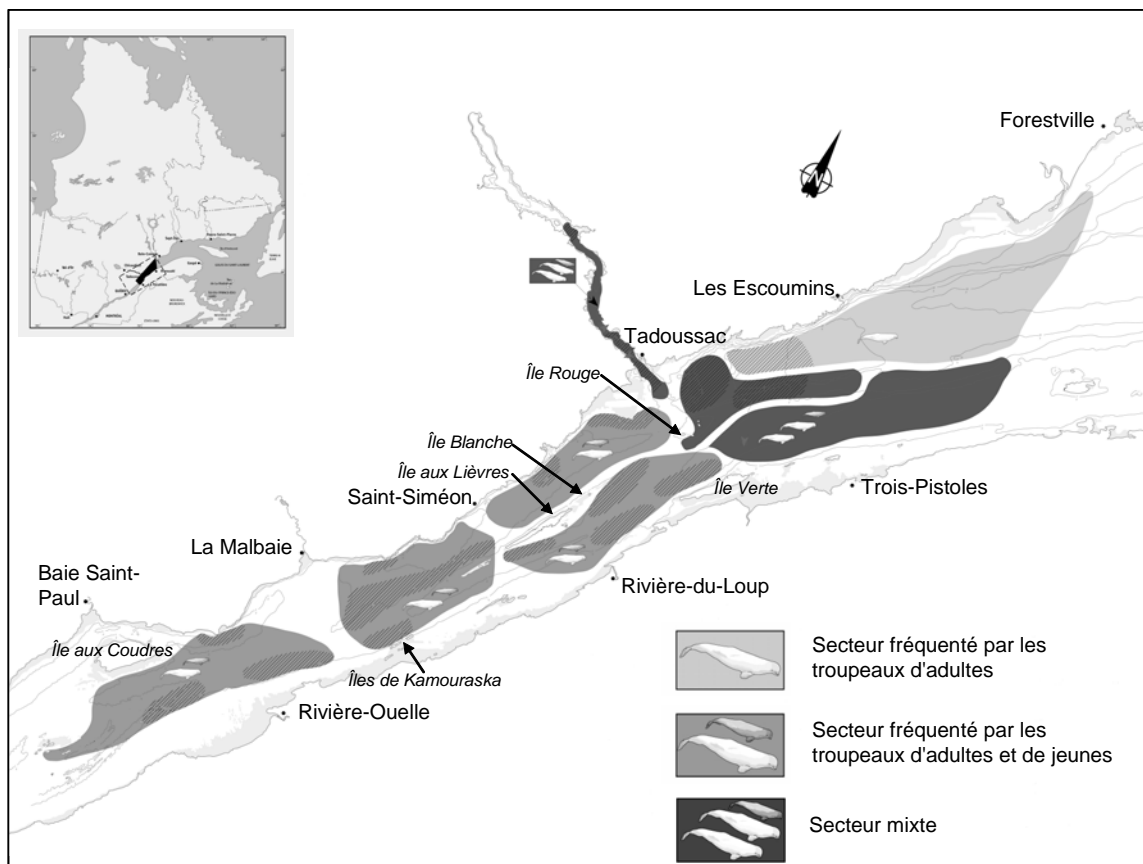 Forestville
N
Les Escoumins
Tadoussac
Île Rouge
Île Blanche
Île aux Lièvres
Saint-Siméon
Île Verte
Trois-Pistoles
La Malbaie
Rivière-du-Loup
Baie Saint-
Paul
Île aux Coudres
Îles de Kamouraska
Rivière-Ouelle
Secteur fréquenté par les
troupeaux d'adultes
Secteur fréquenté par les
troupeaux d'adultes et de jeunes
Secteur mixte